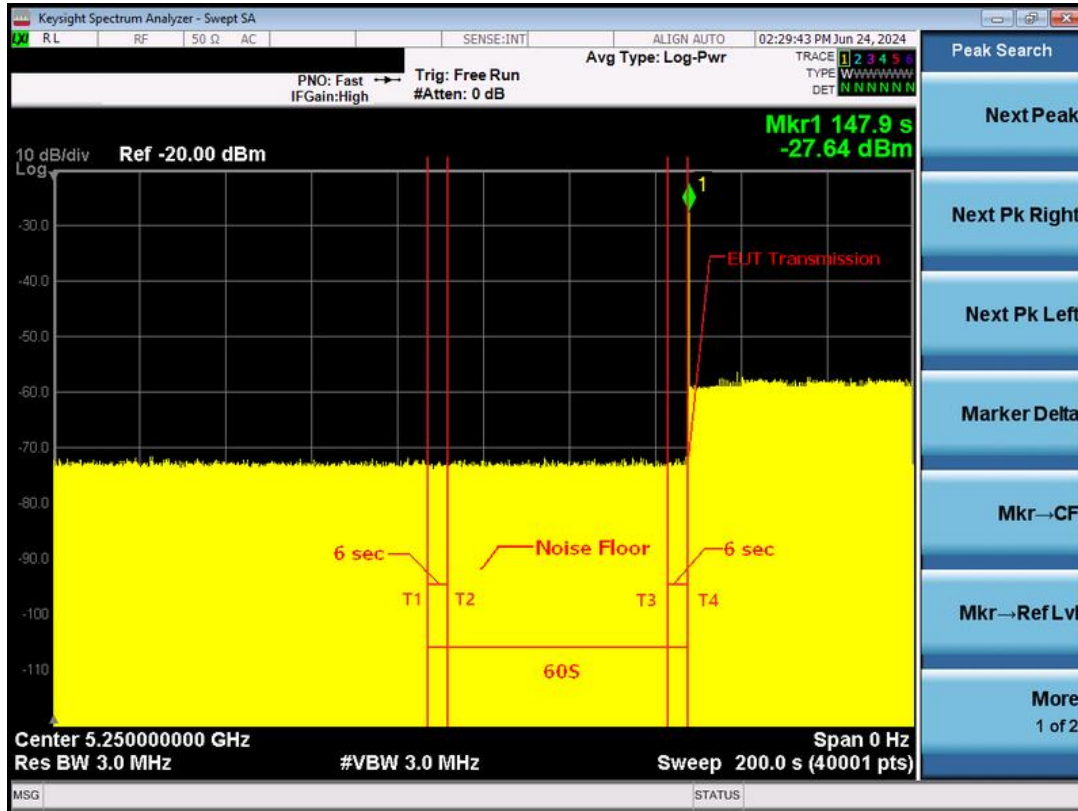 Keysight Spectrum Analyzer - Swept SA
LXI RL RF 50 Ω AC SENSE:INT ALIGN AUTO 02:29:43 PM Jun 24, 2024
Avg Type: Log-Pwr
TRACE 1 2 3 4 5 6
PNO: Fast Trig: Free Run
TYPE W
IFGain:High #Atten: 0 dB
DET N N N N N N
Mkr1 147.9 s
-27.64 dBm
10 dB/div Ref -20.00 dBm
Log
1
-30.0
EUT Transmission
-40.0
-50.0
-60.0
-70.0
-80.0
-90.0
6 sec Noise Floor 6 sec
T1 T2 T3 T4
-100
-110
60S
Center 5.250000000 GHz Span 0 Hz
Res BW 3.0 MHz #VBW 3.0 MHz Sweep 200.0 s (40001 pts)
MSG STATUS
Peak Search
Next Peak
Next Pk Right
Next Pk Left
Marker Delta
Mkr→CF
Mkr→Ref Lvl
More
1 of 2